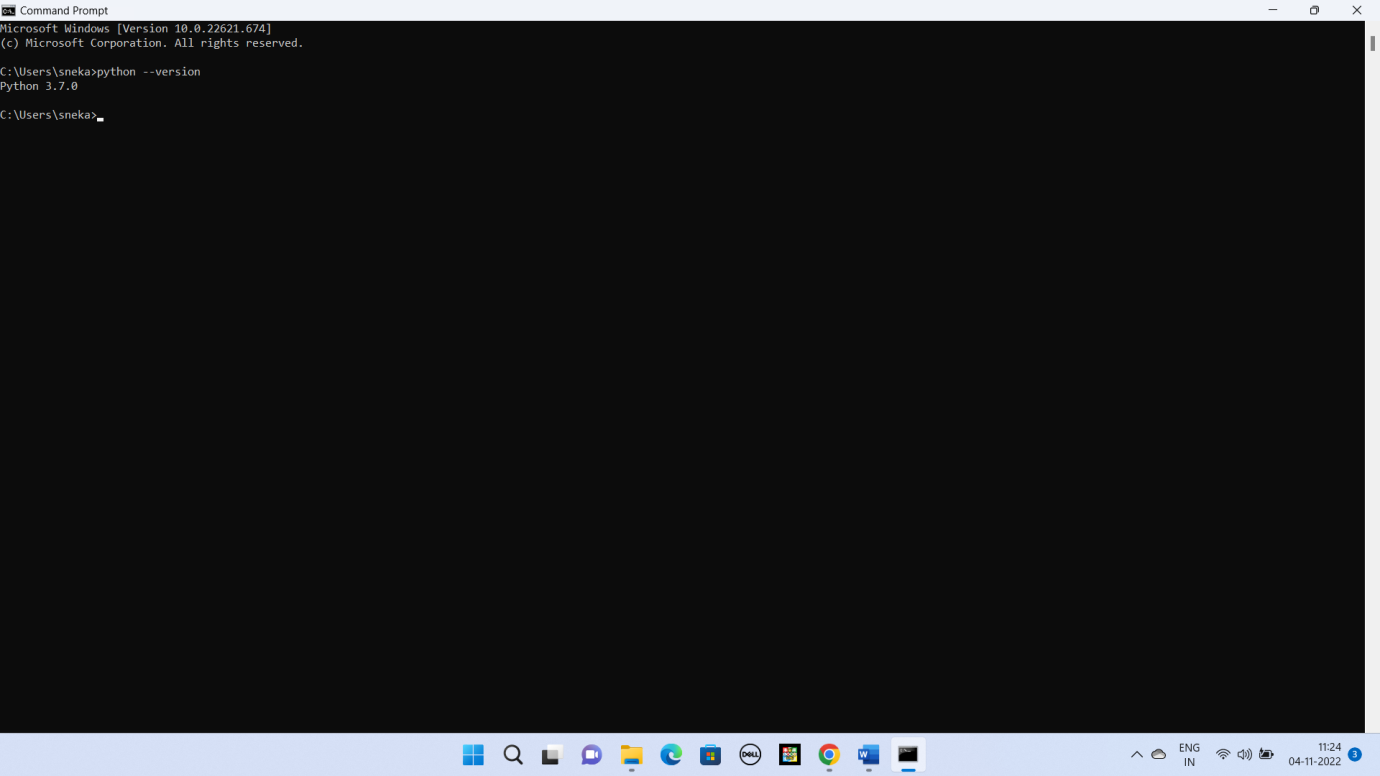 Command Prompt
Microsoft Windows [Version 10.0.22621.674]
(c) Microsoft Corporation. All rights reserved.
C:\Users\sneka>python --version
Python 3.7.0
C:\Users\sneka>
DELL
ENG
IN
11:24
04-11-2022
3